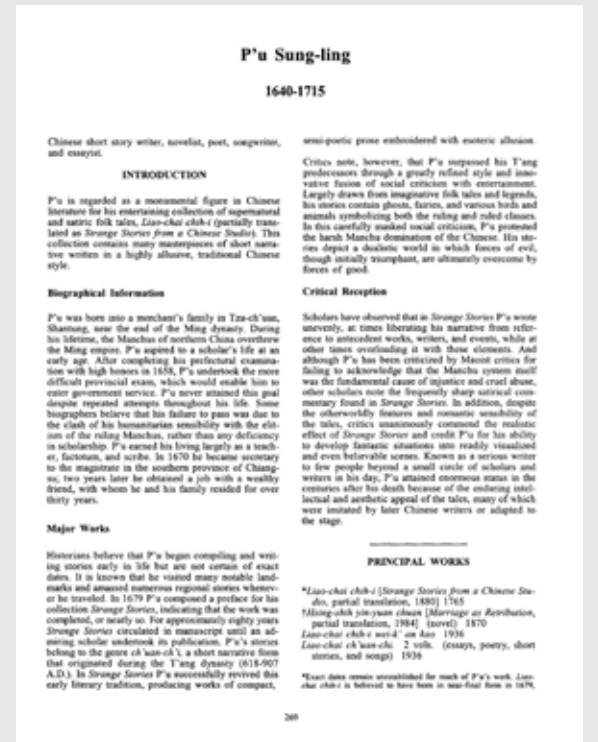 P'u Sung-ling
1640-1715
Chinese short story writer, novelist, poet, songwriter,
and essayist.
INTRODUCTION
P'u is regarded as a monumental figure in Chinese
literature for his entertaining collection of supernatural
and satiric folk tales, Liao-chai chih-i (partially trans-
lated as Strange Stories from a Chinese Studio). This
collection contains many masterpieces of short narra-
tive written in a highly allusive, traditional Chinese
style.
Biographical Information
P'u was born into a merchant's family in Tzu-ch'uan,
Shantung, near the end of the Ming dynasty. During
his lifetime, the Manchus of northern China overthrew
the Ming empire. P'u aspired to a scholar's life at an
early age. After completing his prefectural examina-
tion with high honors in 1658, P'u undertook the more
difficult provincial exam, which would enable him to
enter government service. P'u never attained this goal
despite repeated attempts throughout his life. Some
biographers believe that his failure to pass was due to
the clash of his humanitarian sensibility with the elit-
ism of the ruling Manchus, rather than any deficiency
in scholarship. P'u earned his living largely as a teach-
er, factotum, and scribe. In 1670 he became secretary
to the magistrate in the southern province of Chiang-
su; two years later he obtained a job with a wealthy
friend, with whom he and his family resided for over
thirty years.
Major Works
Historians believe that P'u began compiling and writ-
ing stories early in life but are not certain of exact
dates. It is known that he visited many notable land-
marks and amassed numerous regional stories whenev-
er he traveled. In 1679 P'u composed a preface for his
collection Strange Stories, indicating that the work was
completed, or nearly so. For approximately eighty years
Strange Stories circulated in manuscript until an ad-
miring scholar undertook its publication. P'u's stories
belong to the genre ch'uan-ch'i, a short narrative form
that originated during the T'ang dynasty (618-907
A.D.). In Strange Stories P'u successfully revived this
early literary tradition, producing works of compact,
semi-poetic prose embroidered with esoteric allusion.
Critics note, however, that P'u surpassed his T'ang
predecessors through a greatly refined style and inno-
vative fusion of social criticism with entertainment.
Largely drawn from imaginative folk tales and legends,
his stories contain ghosts, fairies, and various birds and
animals symbolizing both the ruling and ruled classes.
In this carefully masked social criticism, P'u protested
the harsh Manchu domination of the Chinese. His sto-
ries depict a dualistic world in which forces of evil,
though initially triumphant, are ultimately overcome by
forces of good.
Critical Reception
Scholars have observed that in Strange Stories P'u wrote
unevenly, at times liberating his narrative from refer-
ence to antecedent works, writers, and events, while at
other times overloading it with these elements. And
although P'u has been criticized by Maoist critics for
failing to acknowledge that the Manchu system itself
was the fundamental cause of injustice and cruel abuse,
other scholars note the frequently sharp satirical com-
mentary found in Strange Stories. In addition, despite
the otherworldly features and romantic sensibility of
the tales, critics unanimously commend the realistic
effect of Strange Stories and credit P'u for his ability
to develop fantastic situations into readily visualized
and even believable scenes. Known as a serious writer
to few people beyond a small circle of scholars and
writers in his day, P'u attained enormous status in the
centuries after his death because of the enduring intel-
lectual and aesthetic appeal of the tales, many of which
were imitated by later Chinese writers or adapted to
the stage.
PRINCIPAL WORKS
*Liao-chai chih-i [Strange Stories from a Chinese Stu-
dio, partial translation, 1880] 1765
†Hsing-shih yin-yuan chuan [Marriage as Retribution,
partial translation, 1984] (novel) 1870
Liao-chai chih-i wei-k'an kao 1936
Liao-chai ch'uan-chi. 2 vols. (essays, poetry, short
stories, and songs) 1936
*Exact dates remain unestablished for much of P'u's work. Liao-
chai chih-i is believed to have been in near-final form in 1679,
269